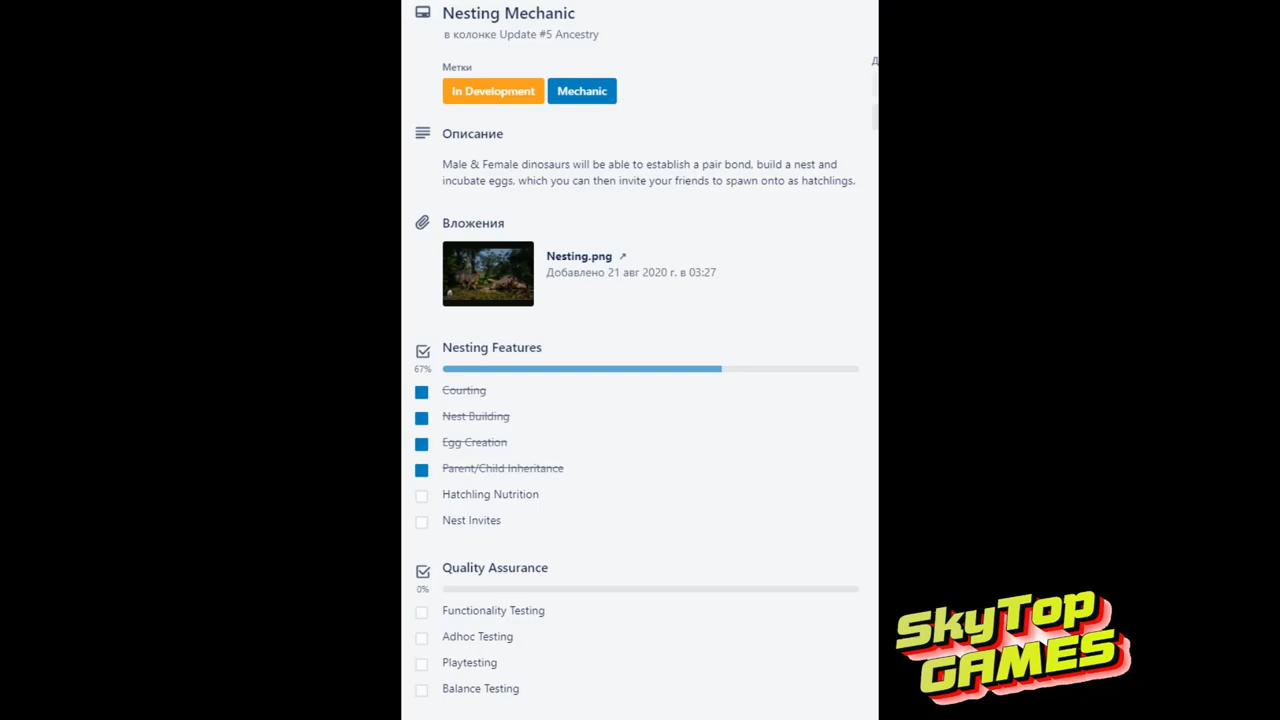 Nesting Mechanic
в колонке Update #5 Ancestry
Метки
Д
In Development Mechanic
Описание
Male & Female dinosaurs will be able to establish a pair bond, build a nest and
incubate eggs, which you can then invite your friends to spawn onto as hatchlings.
Вложения
Nesting.png ↗
Добавлено 21 авг 2020 г. в 03:27
Nesting Features
67%
Courting
Nest Building
Egg Creation
Parent/Child Inheritance
Hatchling Nutrition
Nest Invites
Quality Assurance
0%
Functionality Testing
Adhoc Testing
Playtesting
Balance Testing
SkyTop
GAMES